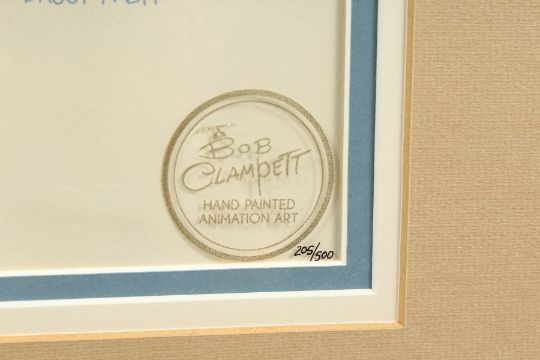 BOB
CLAMPETT
HAND PAINTED
ANIMATION ART
205/500